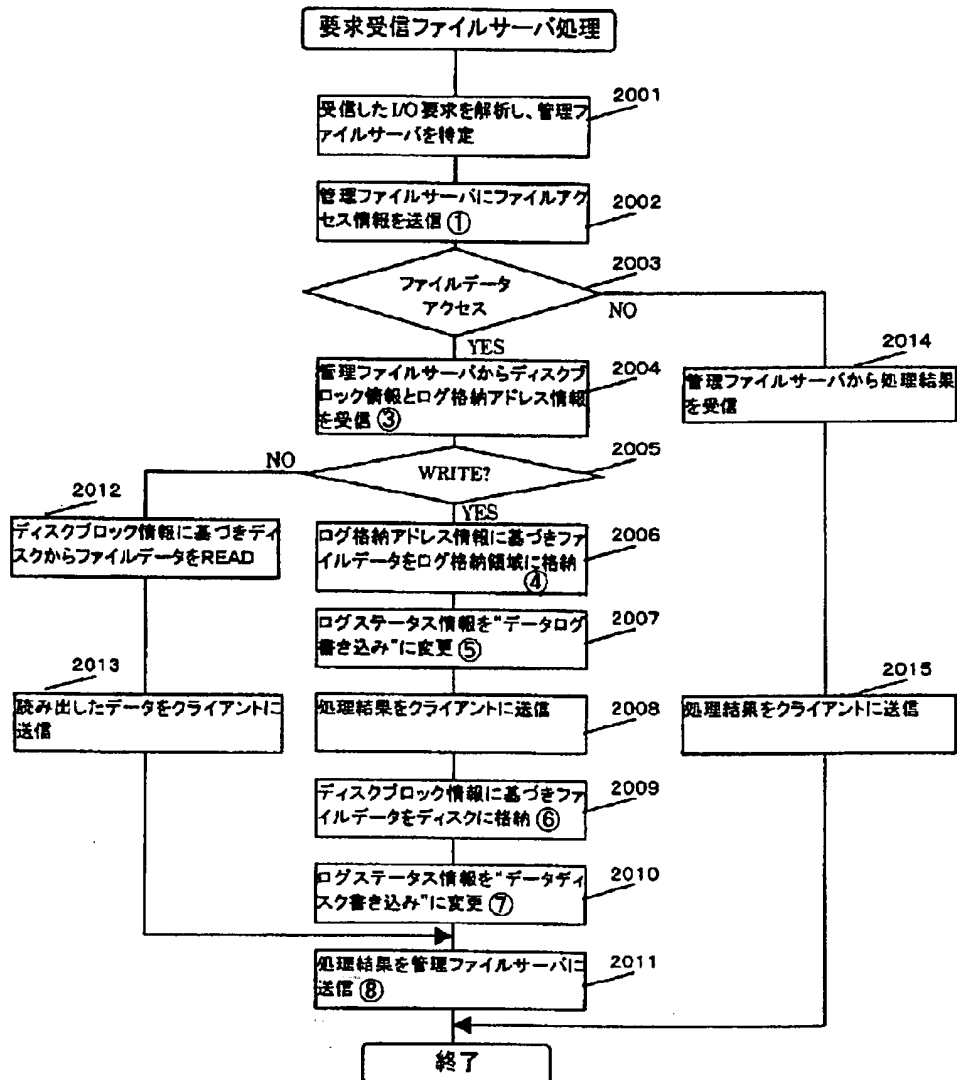 要求受信ファイルサーバ処理
2001
受信したI/O要求を解析し、管理フ
ァイルサーバを特定
2002
管理ファイルサーバにファイルアク
セス情報を送信①
2003
ファイルデータ
アクセス
NO
YES
2004
管理ファイルサーバからディスクブ
ロック情報とログ格納アドレス情報
を受信③
2014
管理ファイルサーバから処理結果
を受信
2005
WRITE?
NO
YES
2012
ディスクブロック情報に基づきディ
スクからファイルデータをREAD
2006
ログ格納アドレス情報に基づきファ
イルデータをログ格納領域に格納
④
2007
ログステータス情報を“データログ
書き込み”に変更⑤
2013
読み出したデータをクライアントに
送信
2008
処理結果をクライアントに送信
2015
処理結果をクライアントに送信
2009
ディスクブロック情報に基づきファ
イルデータをディスクに格納⑥
2010
ログステータス情報を“データディ
スク書き込み”に変更⑦
2011
処理結果を管理ファイルサーバに
送信⑧
終了